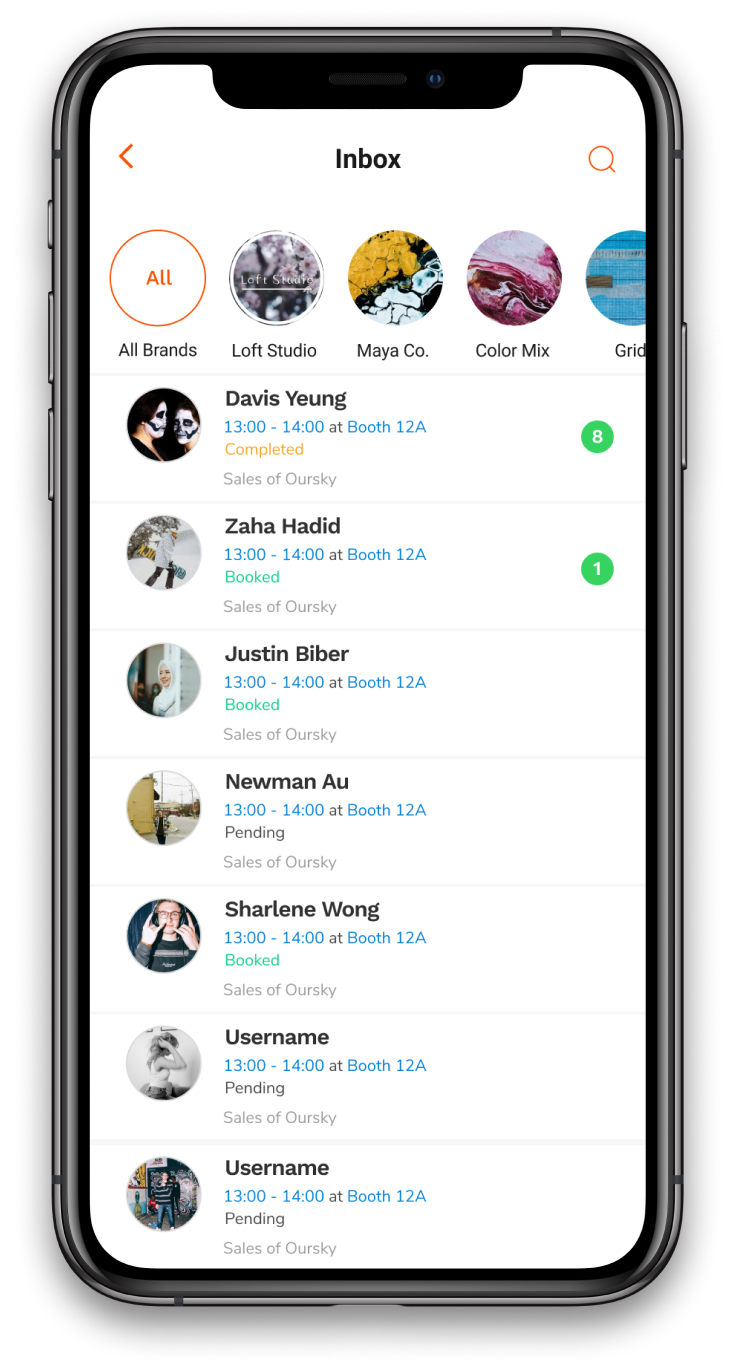 Inbox
All
Loft Studio
All Brands
Loft Studio
Maya Co.
Color Mix
Grid
Davis Yeung
13:00 - 14:00 at Booth 12A
8
Completed
Sales of Oursky
Zaha Hadid
13:00 - 14:00 at Booth 12A
1
Booked
Sales of Oursky
Justin Biber
13:00 - 14:00 at Booth 12A
Booked
Sales of Oursky
Newman Au
13:00 - 14:00 at Booth 12A
Pending
Sales of Oursky
Sharlene Wong
13:00 - 14:00 at Booth 12A
Booked
Sales of Oursky
Username
13:00 - 14:00 at Booth 12A
Pending
Sales of Oursky
Username
13:00 - 14:00 at Booth 12A
Pending
Sales of Oursky